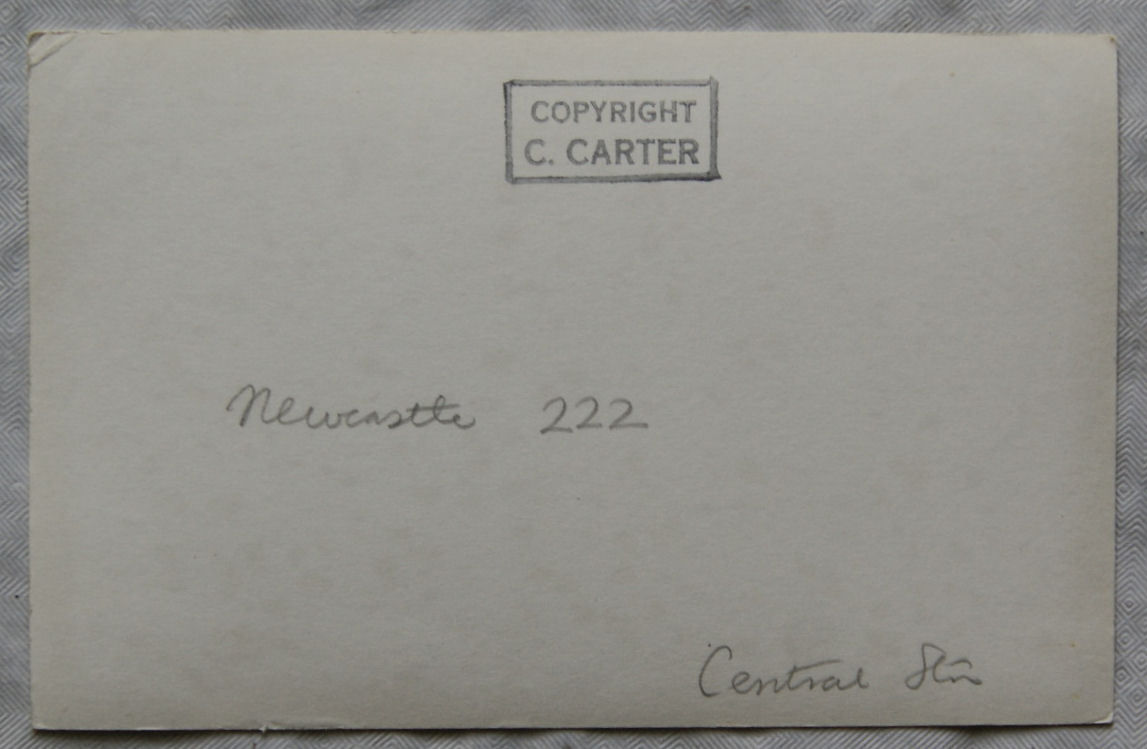 COPYRIGHT
C. CARTER
Newcastle 222
Central Stn